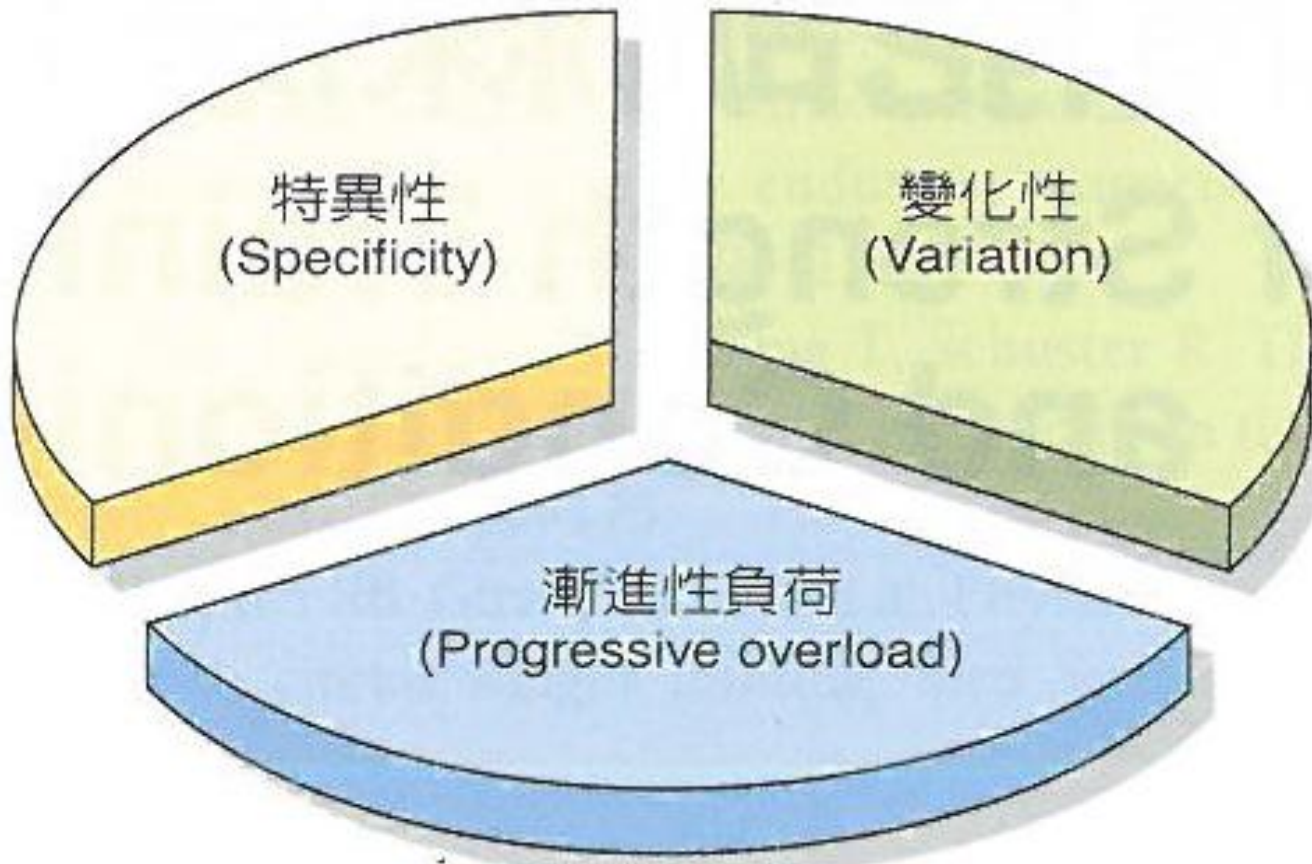 特異性
(Specificity)
變化性
(Variation)
漸進性負荷
(Progressive overload)